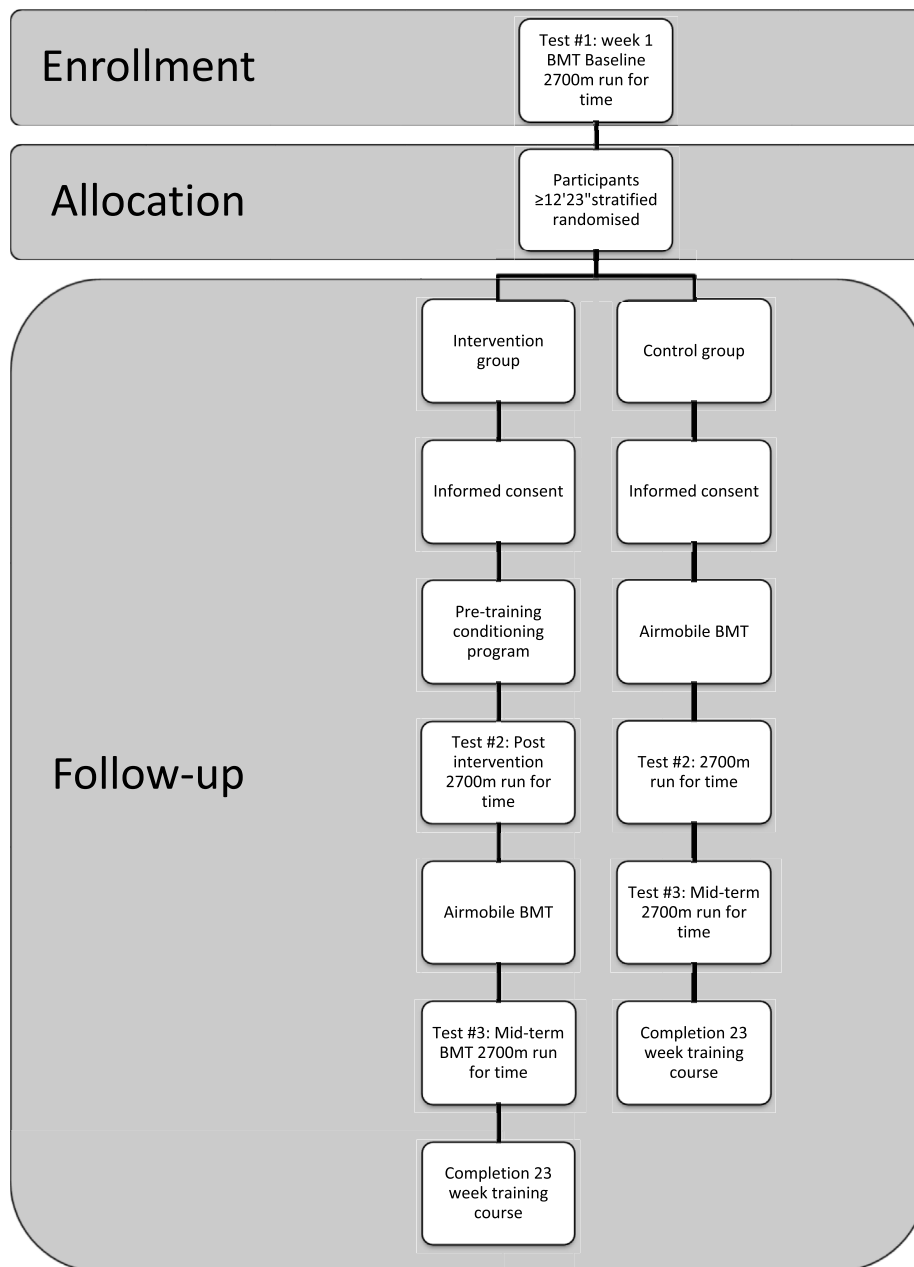 Enrollment
Test #1: week 1
BMT Baseline
2700m run for
time
Allocation
Participants
≥12'23"stratified
randomised
Follow-up
Intervention
group
Informed consent
Pre-training
conditioning
program
Test #2: Post
intervention
2700m run for
time
Airmobile BMT
Test #3: Mid-term
BMT 2700m run
for time
Completion 23
week training
course
Control group
Informed consent
Airmobile BMT
Test #2: 2700m
run for time
Test #3: Mid-term
2700m run for
time
Completion 23
week training
course